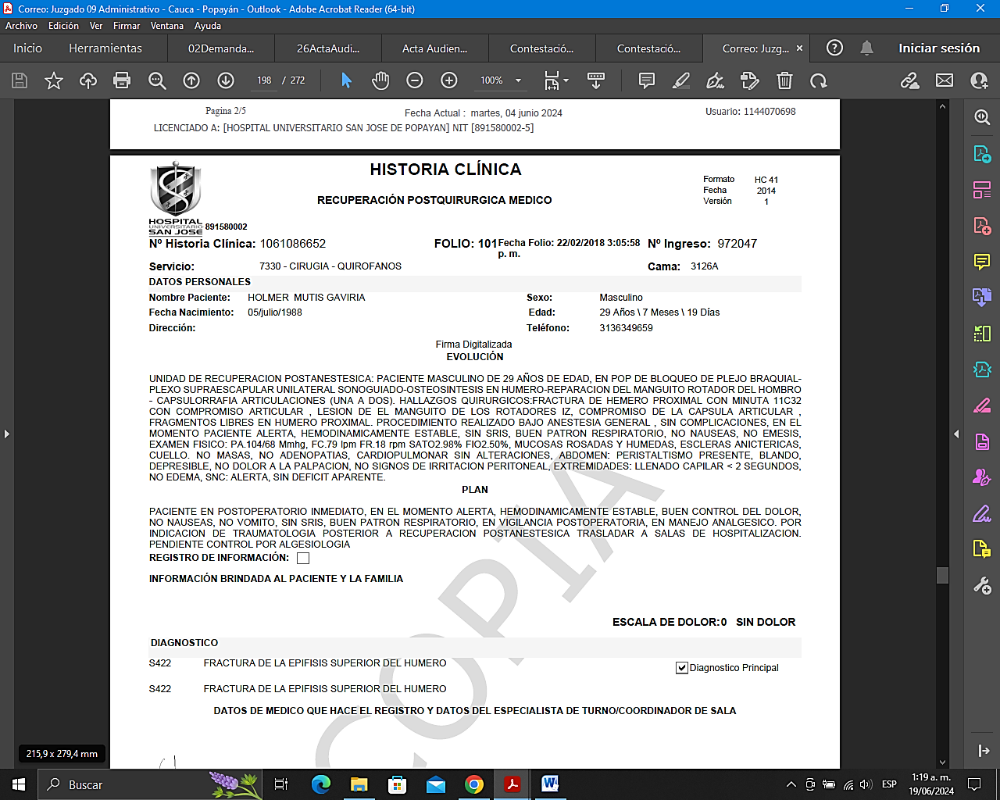 Correo: Juzgado 09 Administrativo - Cauca - Popayán - Outlook - Adobe Acrobat Reader (64-bit)
Archivo Edición Ver Firmar Ventana Ayuda
Inicio Herramientas 02Demanda... 26ActaAudi... Acta Audien... Contestació... Contestació... Correo: Juzg... × Iniciar sesión
198 / 272 100%
Pagina 2/5 Fecha Actual : martes, 04 junio 2024 Usuario: 1144070698
LICENCIADO A: [HOSPITAL UNIVERSITARIO SAN JOSE DE POPAYAN] NIT [891580002-5]
HISTORIA CLÍNICA
Formato HC 41
Fecha 2014
Versión 1
RECUPERACIÓN POSTQUIRURGICA MEDICO
HOSPITAL
UNIVERSITARIO
SAN JOSE
891580002
Nº Historia Clínica: 1061086652 FOLIO: 101 Fecha Folio: 22/02/2018 3:05:58 p. m. Nº Ingreso: 972047
Servicio: 7330 - CIRUGIA - QUIROFANOS Cama: 3126A
DATOS PERSONALES
Nombre Paciente: HOLMER MUTIS GAVIRIA Sexo: Masculino
Fecha Nacimiento: 05/julio/1988 Edad: 29 Años \ 7 Meses \ 19 Días
Dirección: Teléfono: 3136349659
Firma Digitalizada
EVOLUCIÓN
UNIDAD DE RECUPERACION POSTANESTESICA: PACIENTE MASCULINO DE 29 AÑOS DE EDAD, EN POP DE BLOQUEO DE PLEJO BRAQUIAL-
PLEXO SUPRAESCAPULAR UNILATERAL SONOGUIADO-OSTEOSINTESIS EN HUMERO-REPARACION DEL MANGUITO ROTADOR DEL HOMBRO
- CAPSULORRAFIA ARTICULACIONES (UNA A DOS). HALLAZGOS QUIRURGICOS:FRACTURA DE HEMERO PROXIMAL CON MINUTA 11C32
CON COMPROMISO ARTICULAR , LESION DE EL MANGUITO DE LOS ROTADORES IZ, COMPROMISO DE LA CAPSULA ARTICULAR ,
FRAGMENTOS LIBRES EN HUMERO PROXIMAL. PROCEDIMIENTO REALIZADO BAJO ANESTESIA GENERAL , SIN COMPLICACIONES, EN EL
MOMENTO PACIENTE ALERTA, HEMODINAMICAMENTE ESTABLE, SIN SRIS, BUEN PATRON RESPIRATORIO, NO NAUSEAS, NO EMESIS,
EXAMEN FISICO: PA.104/68 Mmhg, FC.79 lpm FR.18 rpm SATO2.98% FIO2.50%, MUCOSAS ROSADAS Y HUMEDAS, ESCLERAS ANICTERICAS,
CUELLO. NO MASAS, NO ADENOPATIAS, CARDIOPULMONAR SIN ALTERACIONES, ABDOMEN: PERISTALTISMO PRESENTE, BLANDO,
DEPRESIBLE, NO DOLOR A LA PALPACION, NO SIGNOS DE IRRITACION PERITONEAL, EXTREMIDADES: LLENADO CAPILAR < 2 SEGUNDOS,
NO EDEMA, SNC: ALERTA, SIN DEFICIT APARENTE.
PLAN
PACIENTE EN POSTOPERATORIO INMEDIATO, EN EL MOMENTO ALERTA, HEMODINAMICAMENTE ESTABLE, BUEN CONTROL DEL DOLOR,
NO NAUSEAS, NO VOMITO, SIN SRIS, BUEN PATRON RESPIRATORIO, EN VIGILANCIA POSTOPERATORIA, EN MANEJO ANALGESICO. POR
INDICACION DE TRAUMATOLOGIA POSTERIOR A RECUPERACION POSTANESTESICA TRASLADAR A SALAS DE HOSPITALIZACION.
PENDIENTE CONTROL POR ALGESIOLOGIA
REGISTRO DE INFORMACIÓN:
INFORMACIÓN BRINDADA AL PACIENTE Y LA FAMILIA
ESCALA DE DOLOR:0 SIN DOLOR
DIAGNOSTICO
S422 FRACTURA DE LA EPIFISIS SUPERIOR DEL HUMERO Diagnostico Principal
S422 FRACTURA DE LA EPIFISIS SUPERIOR DEL HUMERO
DATOS DE MEDICO QUE HACE EL REGISTRO Y DATOS DEL ESPECIALISTA DE TURNO/COORDINADOR DE SALA
COPIA
215,9 x 279,4 mm
Buscar ESP 1:19 a. m.
19/06/2024